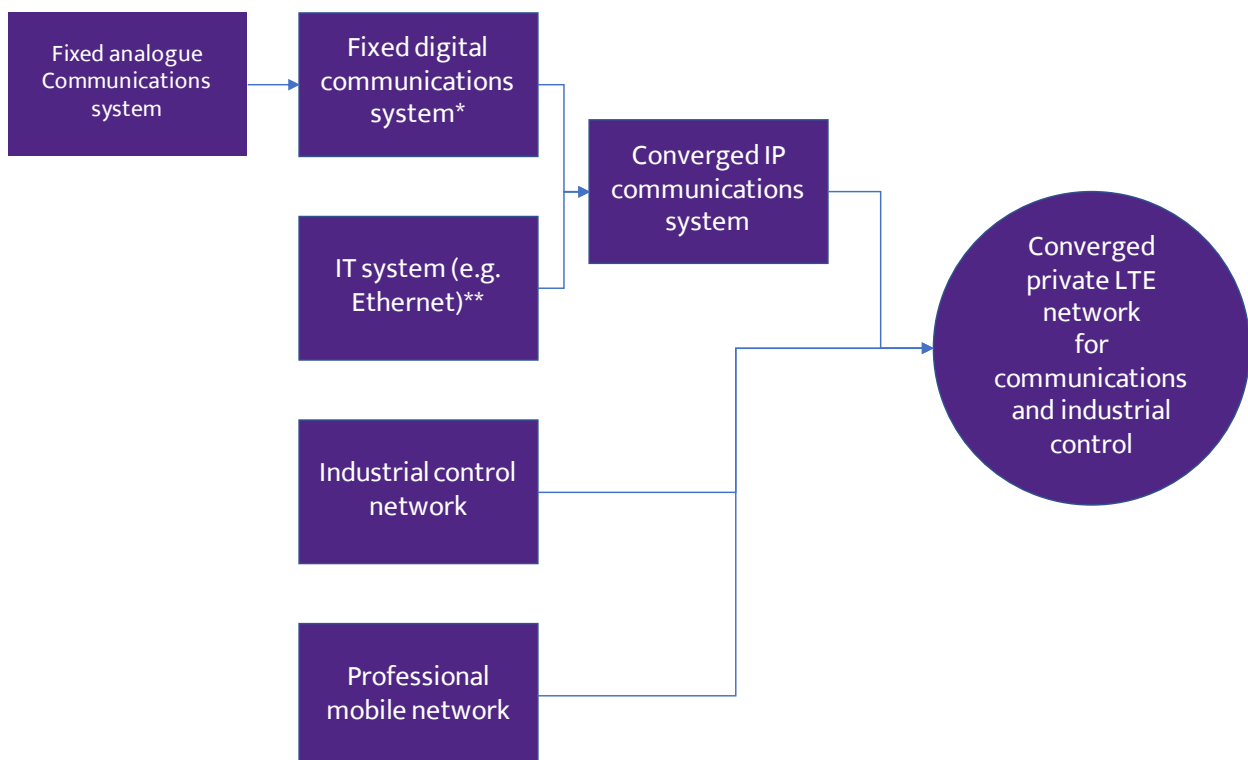 Fixed analogue
Communications
system
Fixed digital
communications
system*
IT system (e.g.
Ethernet)**
Converged IP
communications
system
Industrial control
network
Professional
mobile network
Converged
private LTE
network
for
communications
and industrial
control